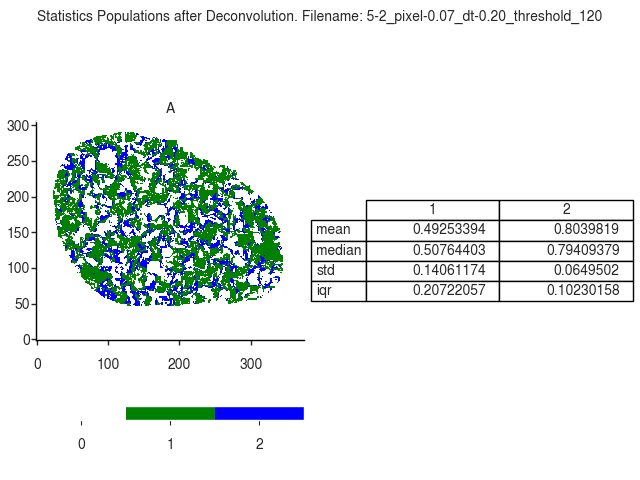 Statistics Populations after Deconvolution. Filename: 5-2_pixel-0.07_dt-0.20_threshold_120
A
300
250
200
150
100
50
0
0 100 200 300
0 1 2
1 2
mean 0.49253394 0.8039819
median 0.50764403 0.79409379
std 0.14061174 0.0649502
iqr 0.20722057 0.10230158